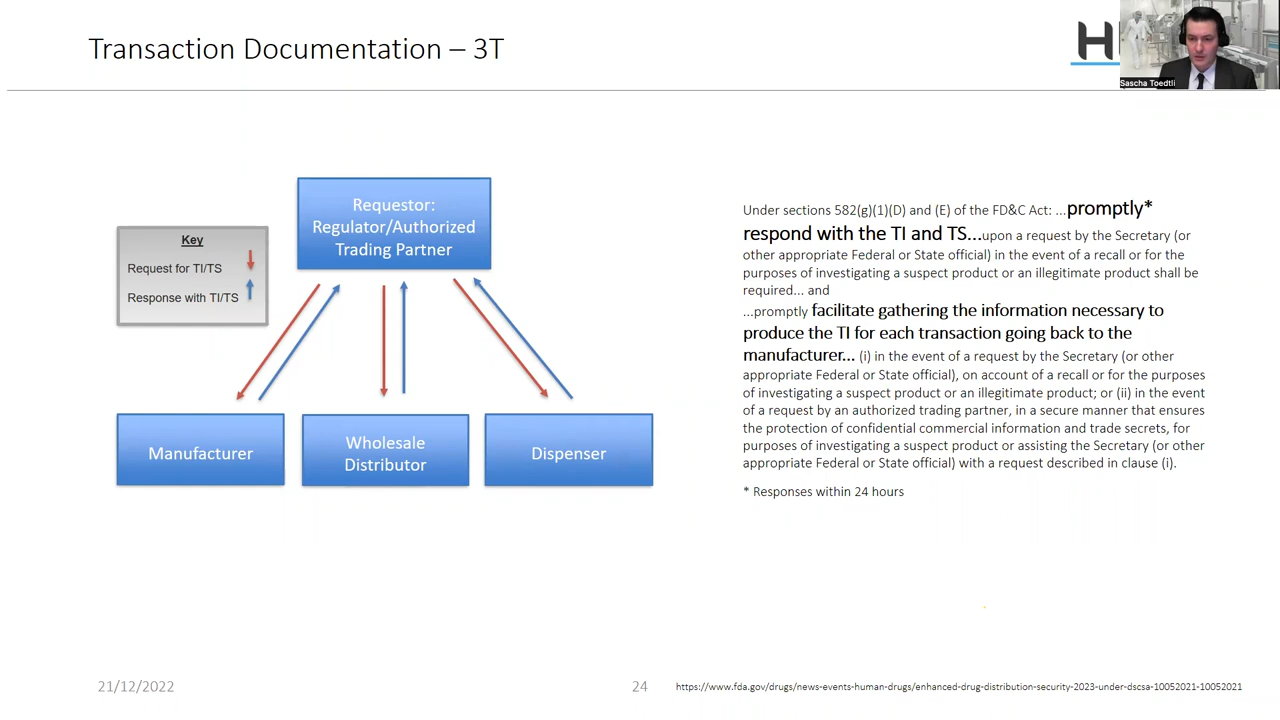 Transaction Documentation – 3T
Sascha Toedtli
Requestor:
Regulator/Authorized
Trading Partner
Key
Request for TI/TS
Response with TI/TS
Manufacturer
Wholesale
Distributor
Dispenser
Under sections 582(g)(1)(D) and (E) of the FD&C Act: ...promptly*
respond with the TI and TS...upon a request by the Secretary (or
other appropriate Federal or State official) in the event of a recall or for the
purposes of investigating a suspect product or an illegitimate product shall be
required... and
...promptly facilitate gathering the information necessary to
produce the TI for each transaction going back to the
manufacturer... (i) in the event of a request by the Secretary (or other
appropriate Federal or State official), on account of a recall or for the purposes
of investigating a suspect product or an illegitimate product; or (ii) in the event
of a request by an authorized trading partner, in a secure manner that ensures
the protection of confidential commercial information and trade secrets, for
purposes of investigating a suspect product or assisting the Secretary (or other
appropriate Federal or State official) with a request described in clause (i).
* Responses within 24 hours
21/12/2022
24
https://www.fda.gov/drugs/news-events-human-drugs/enhanced-drug-distribution-security-2023-under-dscsa-10052021-10052021